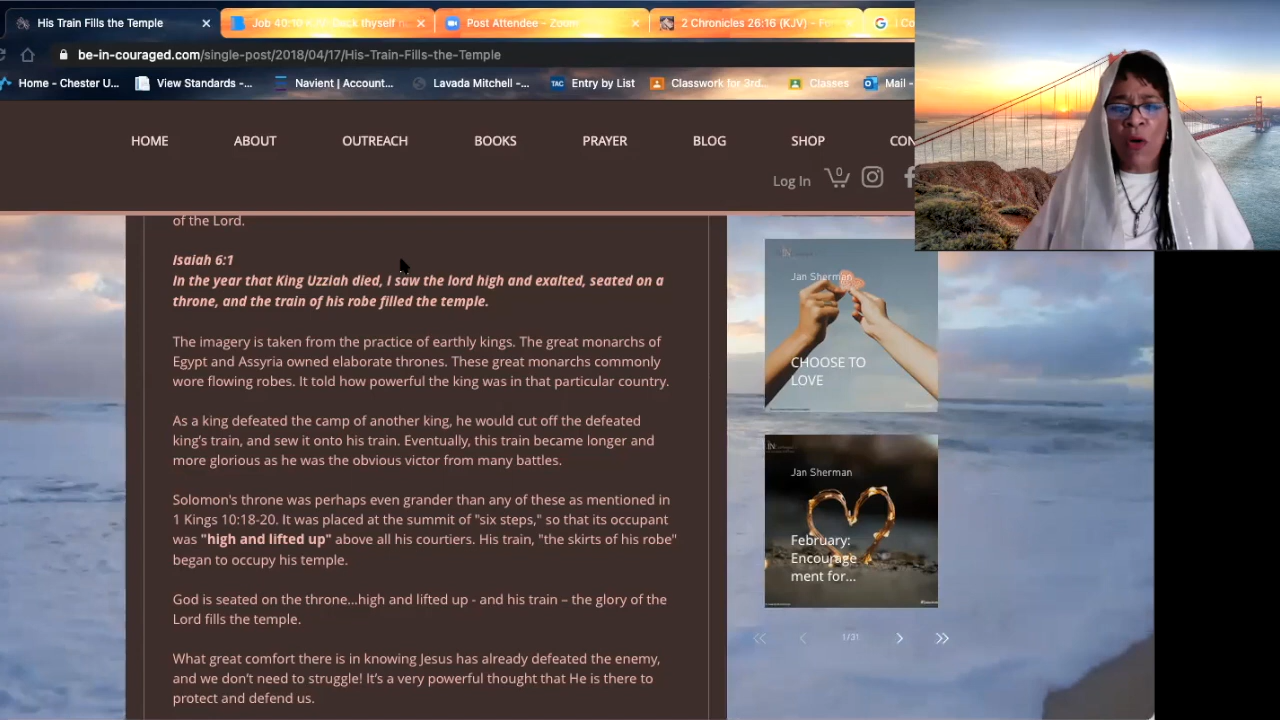 His Train Fills the Temple
Job 40:10 KJV: Deck thyself n
Post Attendee - Zoom
2 Chronicles 26:16 (KJV) - 
be-in-couraged.com/single-post/2018/04/17/His-Train-Fills-the-Temple
Home - Chester U...
View Standards -...
Navient | Account...
Lavada Mitchell -...
TAC Entry by List
Classwork for 3rd...
Classes
Mail -
HOME
ABOUT
OUTREACH
BOOKS
PRAYER
BLOG
SHOP
CON
Log In
0
of the Lord.
Isaiah 6:1
In the year that King Uzziah died, I saw the lord high and exalted, seated on a
throne, and the train of his robe filled the temple.
The imagery is taken from the practice of earthly kings. The great monarchs of
Egypt and Assyria owned elaborate thrones. These great monarchs commonly
wore flowing robes. It told how powerful the king was in that particular country.
As a king defeated the camp of another king, he would cut off the defeated
king's train, and sew it onto his train. Eventually, this train became longer and
more glorious as he was the obvious victor from many battles.
Solomon's throne was perhaps even grander than any of these as mentioned in
1 Kings 10:18-20. It was placed at the summit of "six steps," so that its occupant
was "high and lifted up" above all his courtiers. His train, "the skirts of his robe"
began to occupy his temple.
God is seated on the throne...high and lifted up - and his train – the glory of the
Lord fills the temple.
What great comfort there is in knowing Jesus has already defeated the enemy,
and we don't need to struggle! It's a very powerful thought that He is there to
protect and defend us.
Jan Sherman
CHOOSE TO
LOVE
Jan Sherman
February:
Encourage
ment for...
1/31